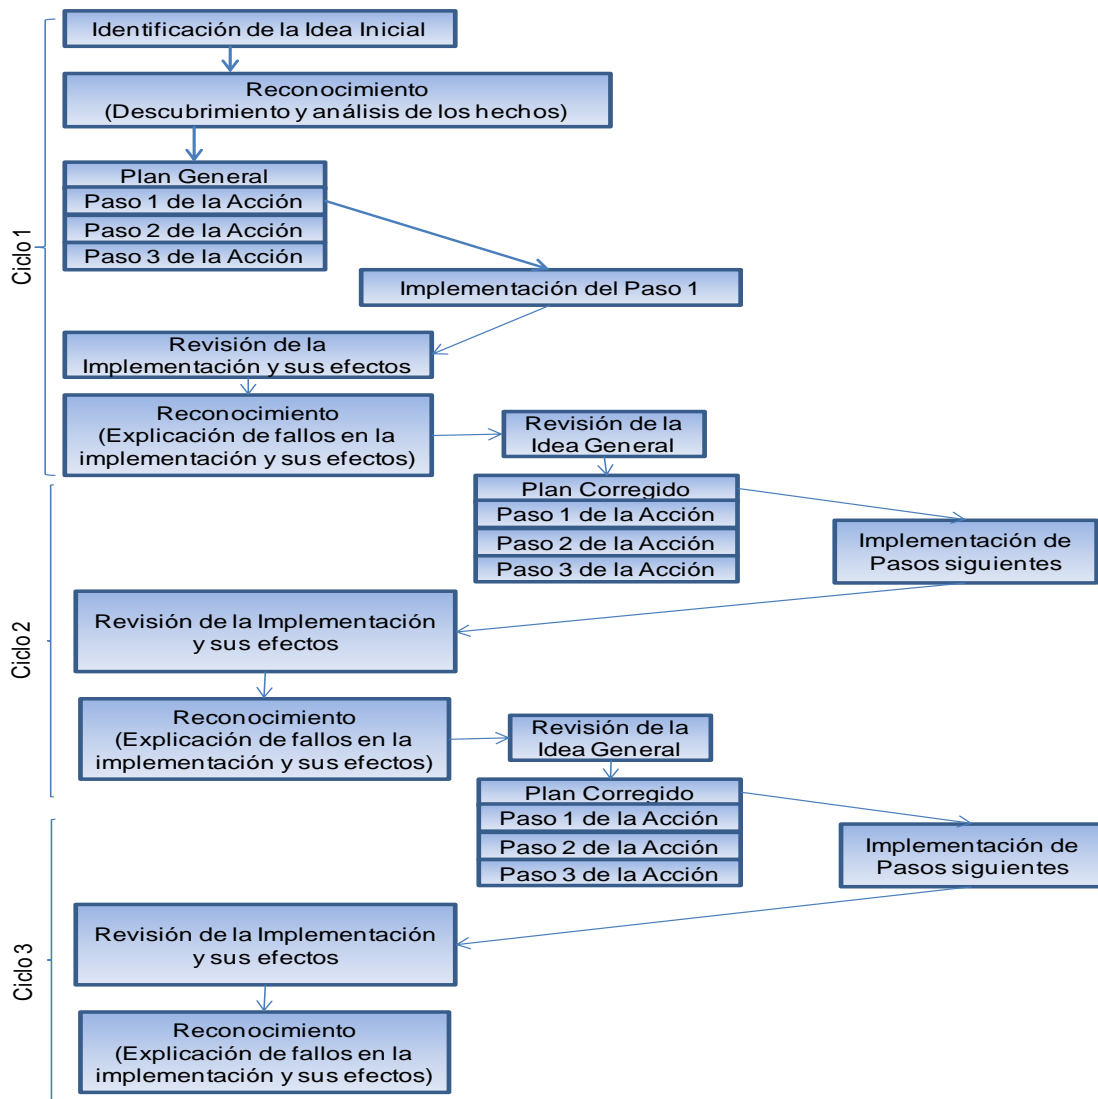 Ciclo 1
Identificación de la Idea Inicial
Reconocimiento
(Descubrimiento y análisis de los hechos)
Plan General
Paso 1 de la Acción
Paso 2 de la Acción
Paso 3 de la Acción
Implementación del Paso 1
Revisión de la
Implementación y sus efectos
Reconocimiento
(Explicación de fallos en la
implementación y sus efectos)
Revisión de la
Idea General
Ciclo 2
Plan Corregido
Paso 1 de la Acción
Paso 2 de la Acción
Paso 3 de la Acción
Implementación de
Pasos siguientes
Revisión de la Implementación
y sus efectos
Reconocimiento
(Explicación de fallos en la
implementación y sus efectos)
Revisión de la
Idea General
Ciclo 3
Plan Corregido
Paso 1 de la Acción
Paso 2 de la Acción
Paso 3 de la Acción
Implementación de
Pasos siguientes
Revisión de la Implementación
y sus efectos
Reconocimiento
(Explicación de fallos en la
implementación y sus efectos)